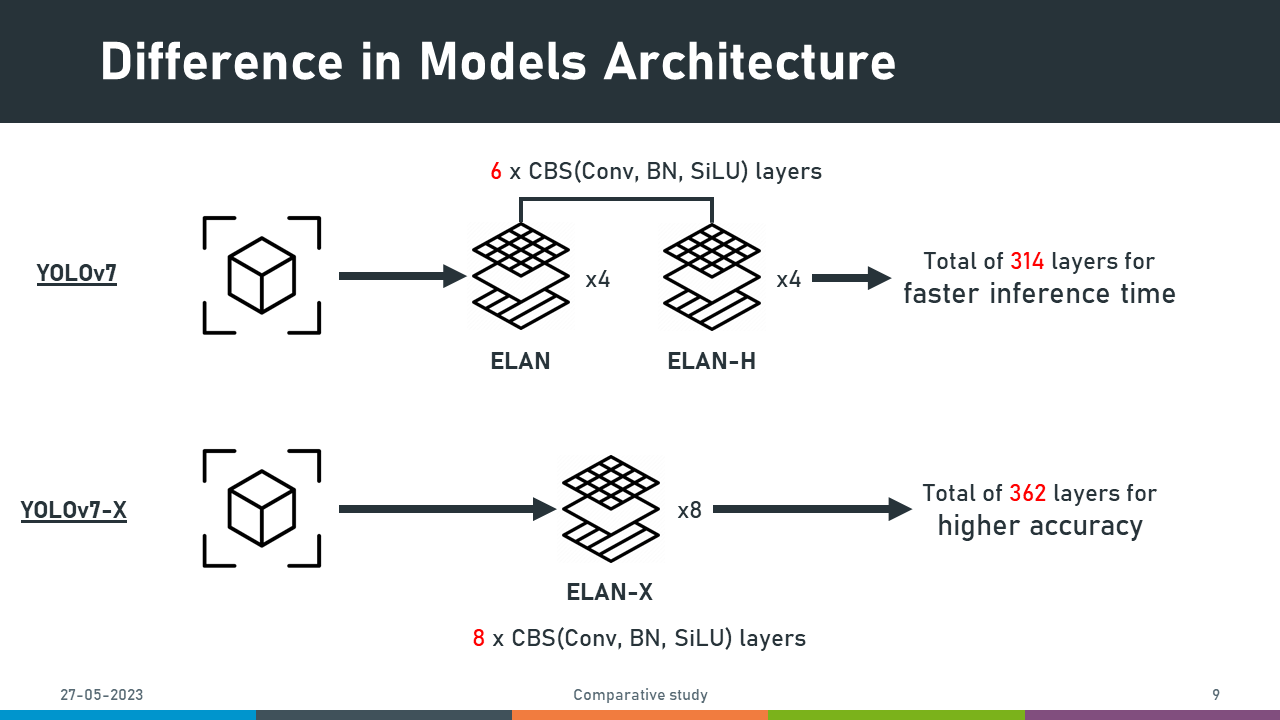 Difference in Models Architecture
6 x CBS(Conv, BN, SiLU) layers
YOLOv7
x4
x4
Total of 314 layers for
faster inference time
ELAN
ELAN-H
YOLOv7-X
x8
Total of 362 layers for
higher accuracy
ELAN-X
8 x CBS(Conv, BN, SiLU) layers
27-05-2023
Comparative study
9